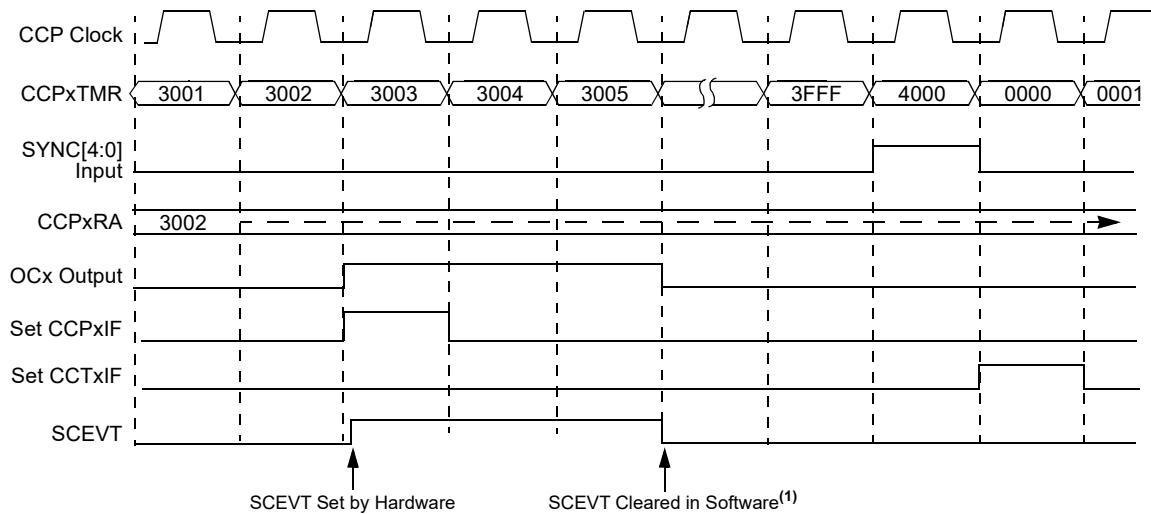 CCP Clock
CCPxTMR 3001 3002 3003 3004 3005 3FFF 4000 0000 0001
SYNC[4:0]
Input
CCPxRA 3002
OCx Output
Set CCPxIF
Set CCTxIF
SCEVT
SCEVT Set by Hardware SCEVT Cleared in Software(1)